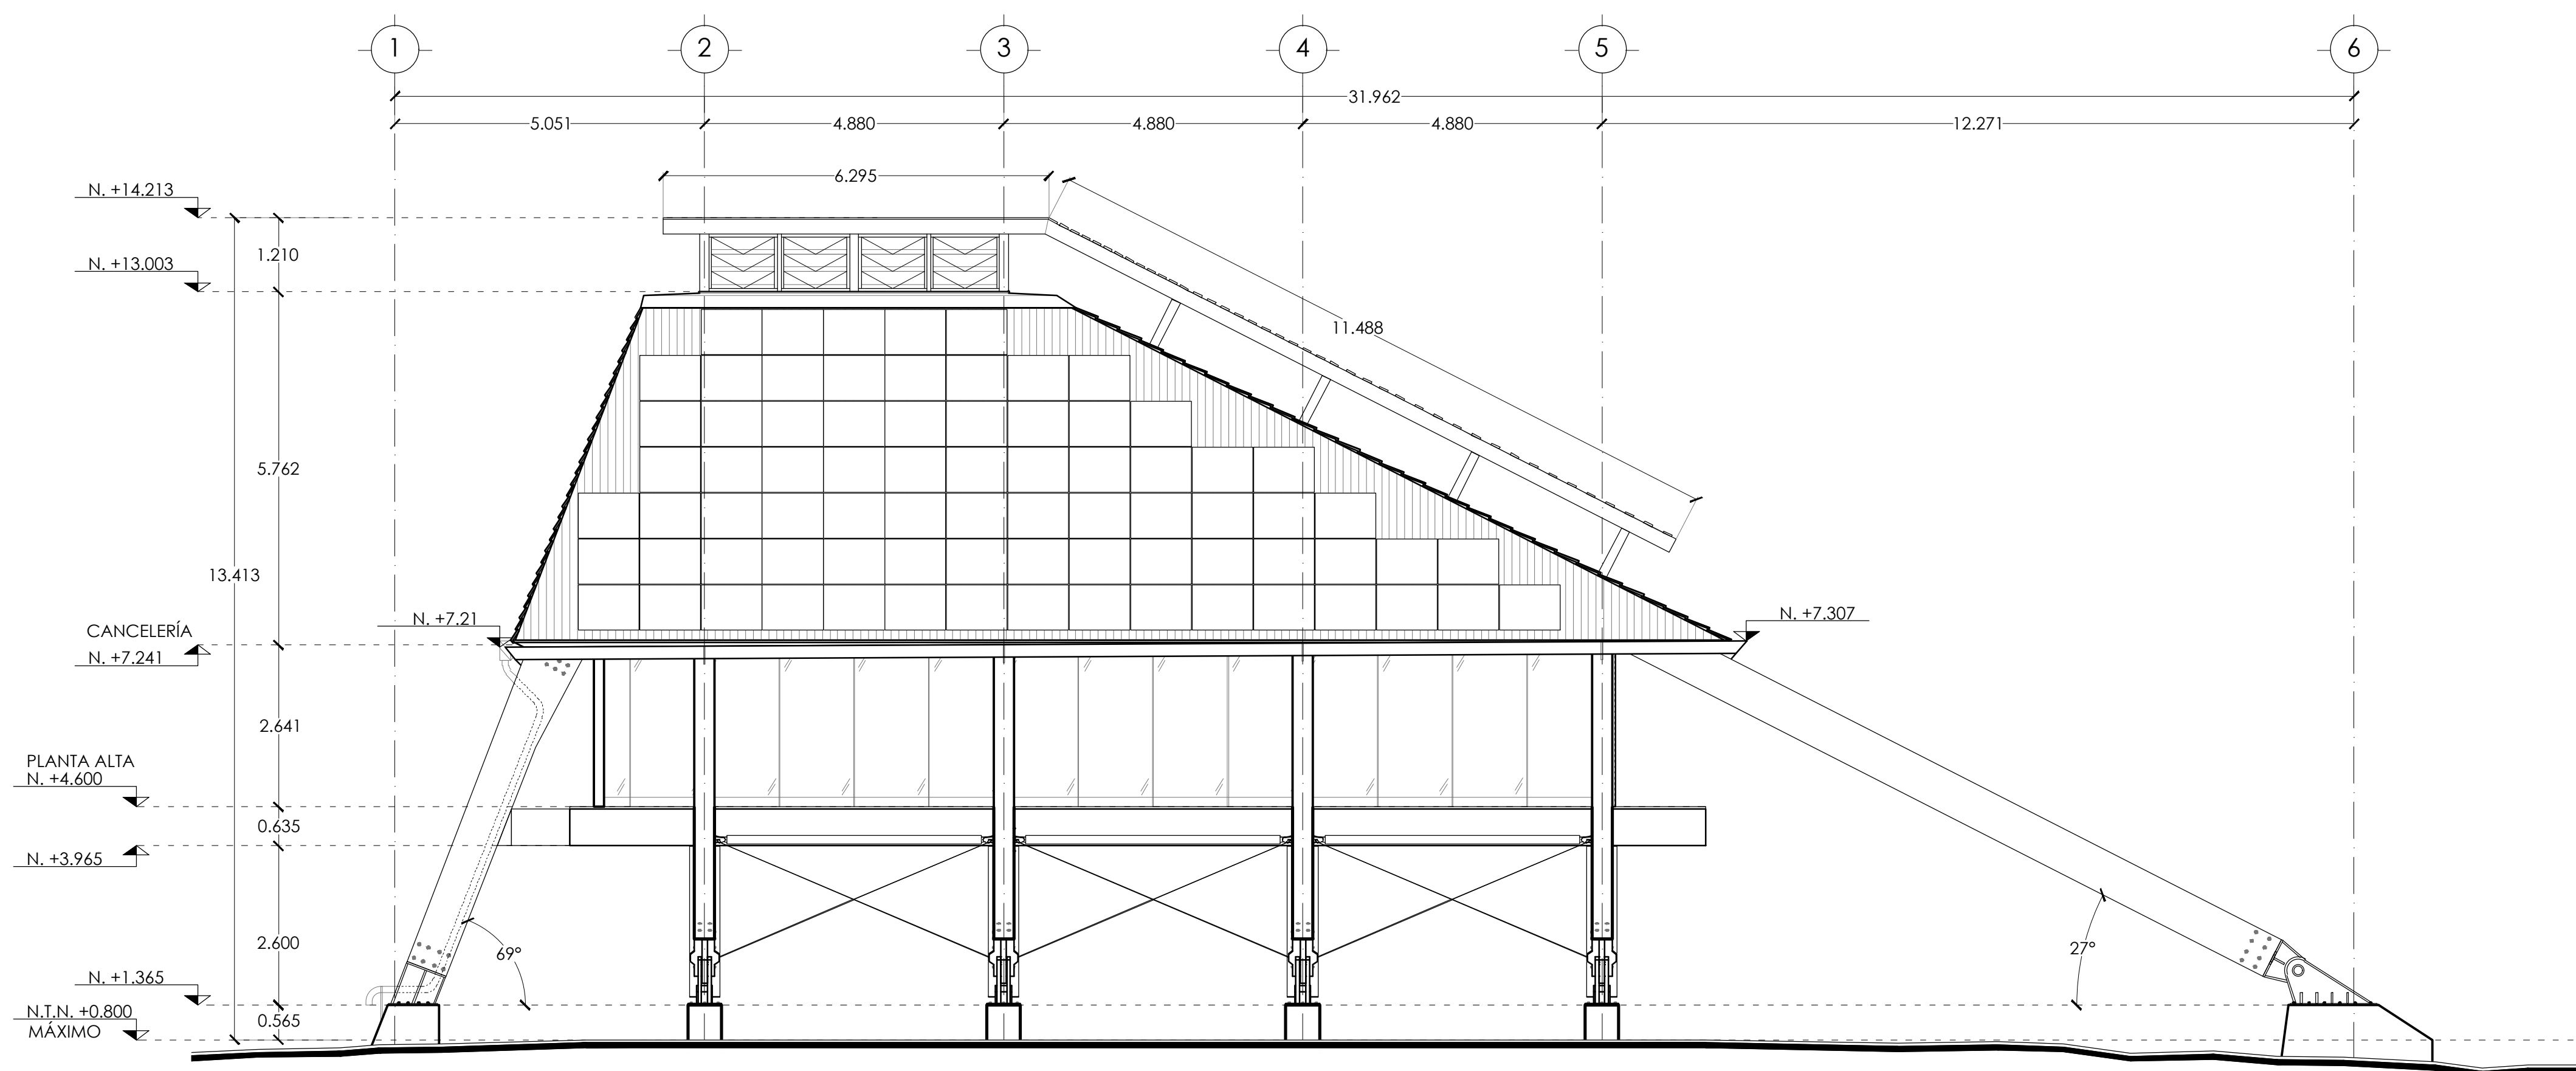 1
2
3
4
5
6
31.962
5.051
4.880
4.880
4.880
12.271
6.295
N. +14.213
1.210
N. +13.003
11.488
5.762
13.413
N. +7.21
N. +7.307
CANCELERÍA
N. +7.241
2.641
PLANTA ALTA
N. +4.600
0.635
N. +3.965
2.600
69°
27°
N. +1.365
N.T.N. +0.800
MÁXIMO
0.565